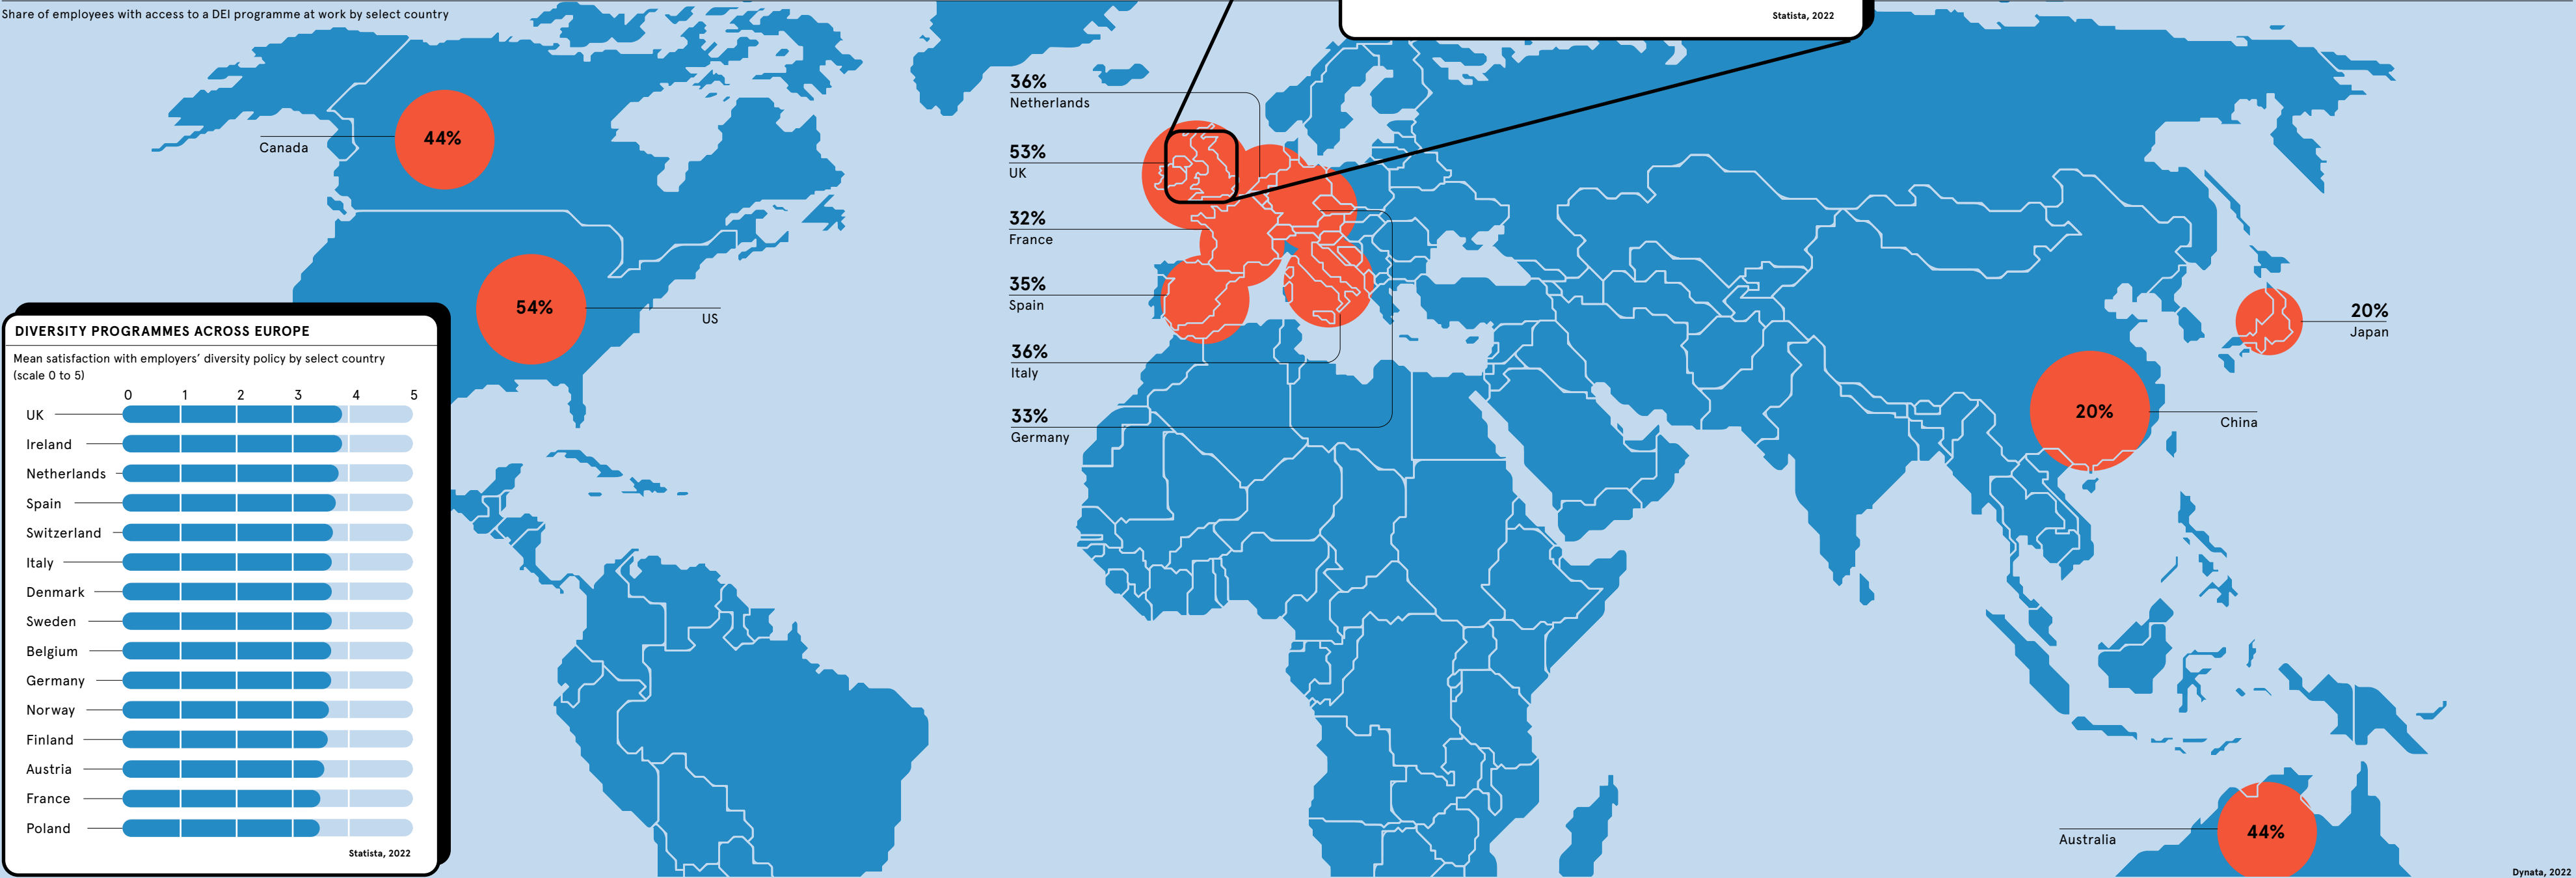 Share of employees with access to a DEI programme at work by select country
Statista, 2022
44%
Canada
54%
US
36%
Netherlands
53%
UK
32%
France
35%
Spain
36%
Italy
33%
Germany
20%
Japan
20%
China
44%
Australia
DIVERSITY PROGRAMMES ACROSS EUROPE
Mean satisfaction with employers’ diversity policy by select country
(scale 0 to 5)
0 1 2 3 4 5
UK
Ireland
Netherlands
Spain
Switzerland
Italy
Denmark
Sweden
Belgium
Germany
Norway
Finland
Austria
France
Poland
Statista, 2022
Dynata, 2022